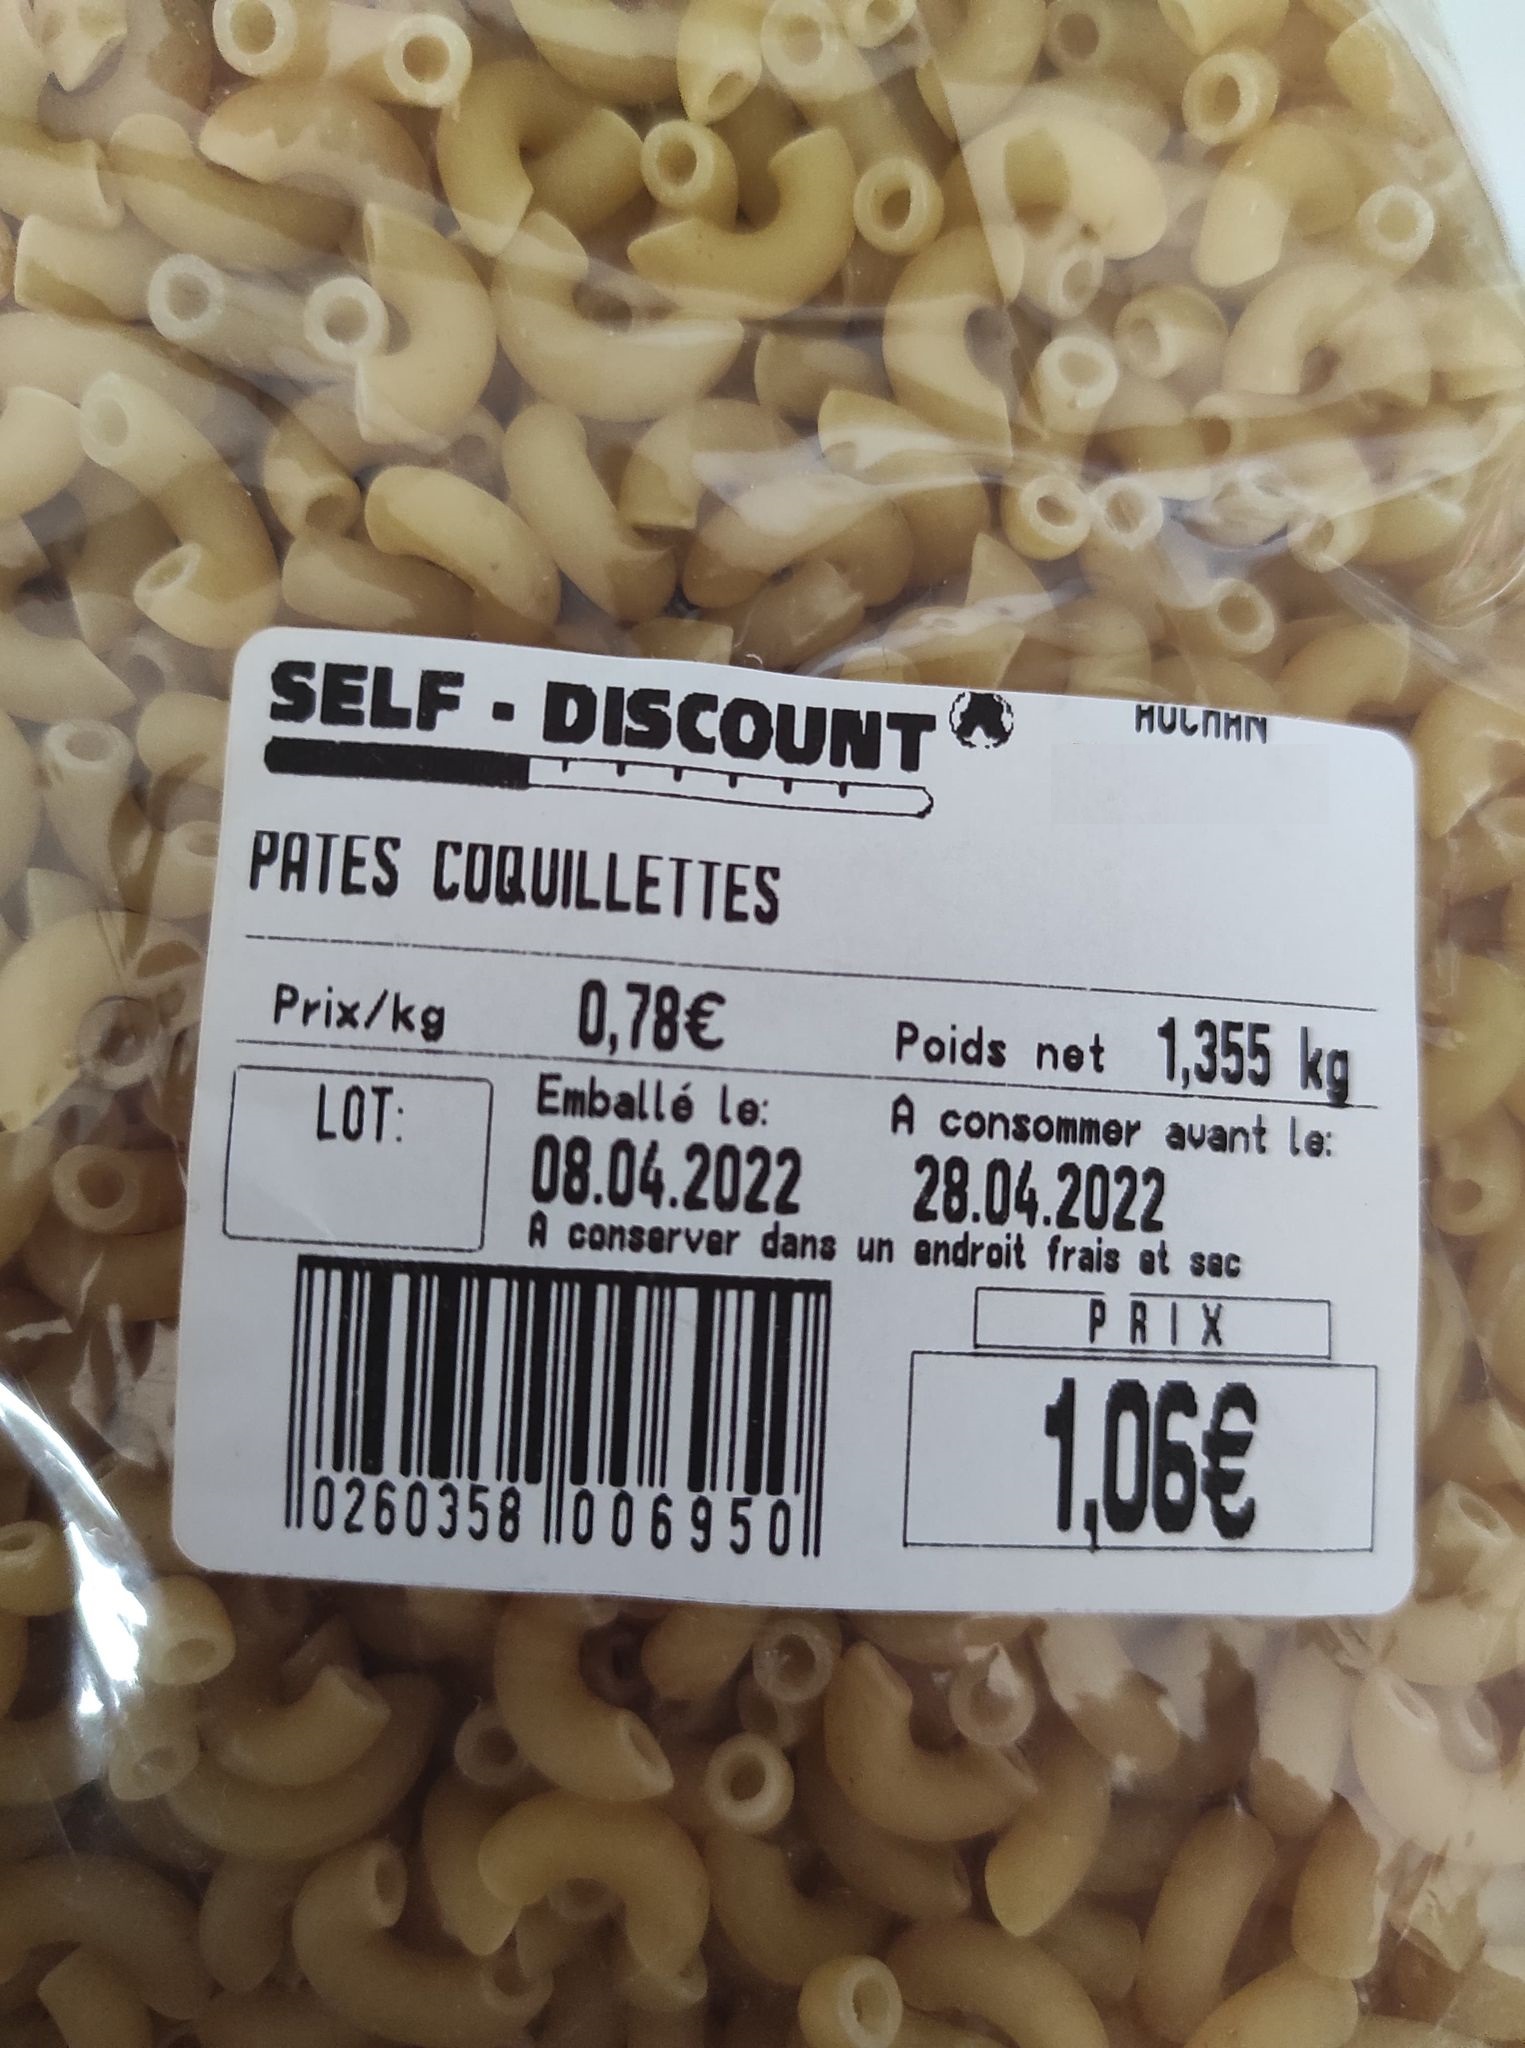 SELF - DISCOUNT
AUCHAN
PATES COQUILLETTES
Prix/kg 0,78€ Poids net 1,355 kg
LOT: Emballé le: A consommer avant le:
08.04.2022 28.04.2022
A conserver dans un endroit frais et sec
PRIX
1,06€
0260358 006950